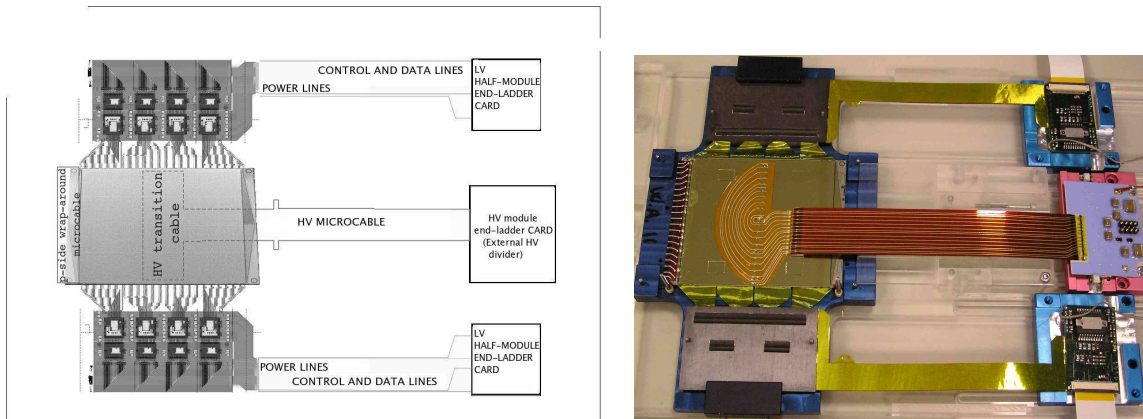 CONTROL AND DATA LINES
POWER LINES
LV
HALF-MODULE
END-LADDER
CARD
p-side wrap-around
microcable
HV transition
cable
HV MICROCABLE
HV module
end-ladder CARD
(External HV
divider)
LV
HALF-MODULE
END-LADDER
CARD
POWER LINES
CONTROL AND DATA LINES